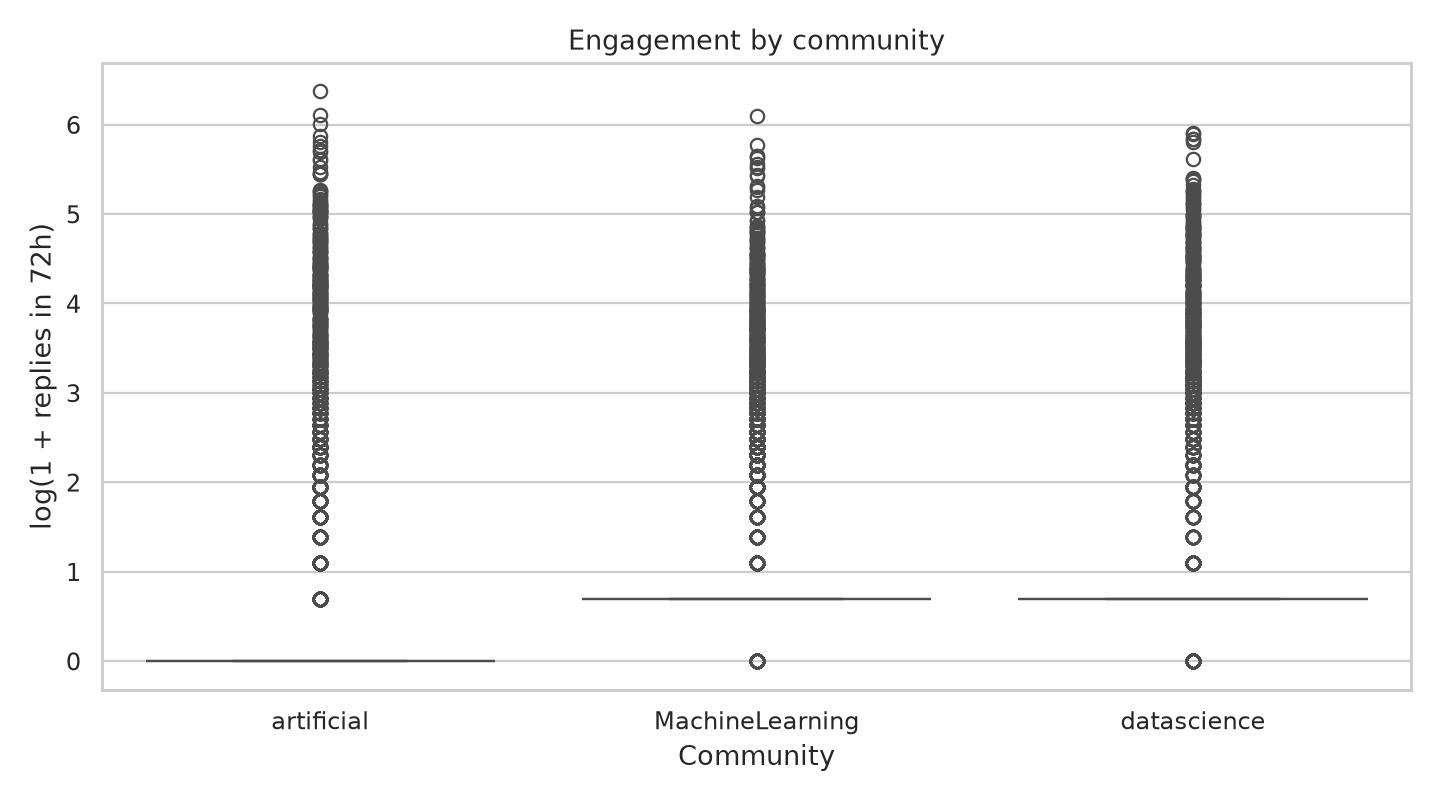 Engagement by community
log(1 + replies in 72h)
6
5
4
3
2
1
0
artificial
MachineLearning
datascience
Community